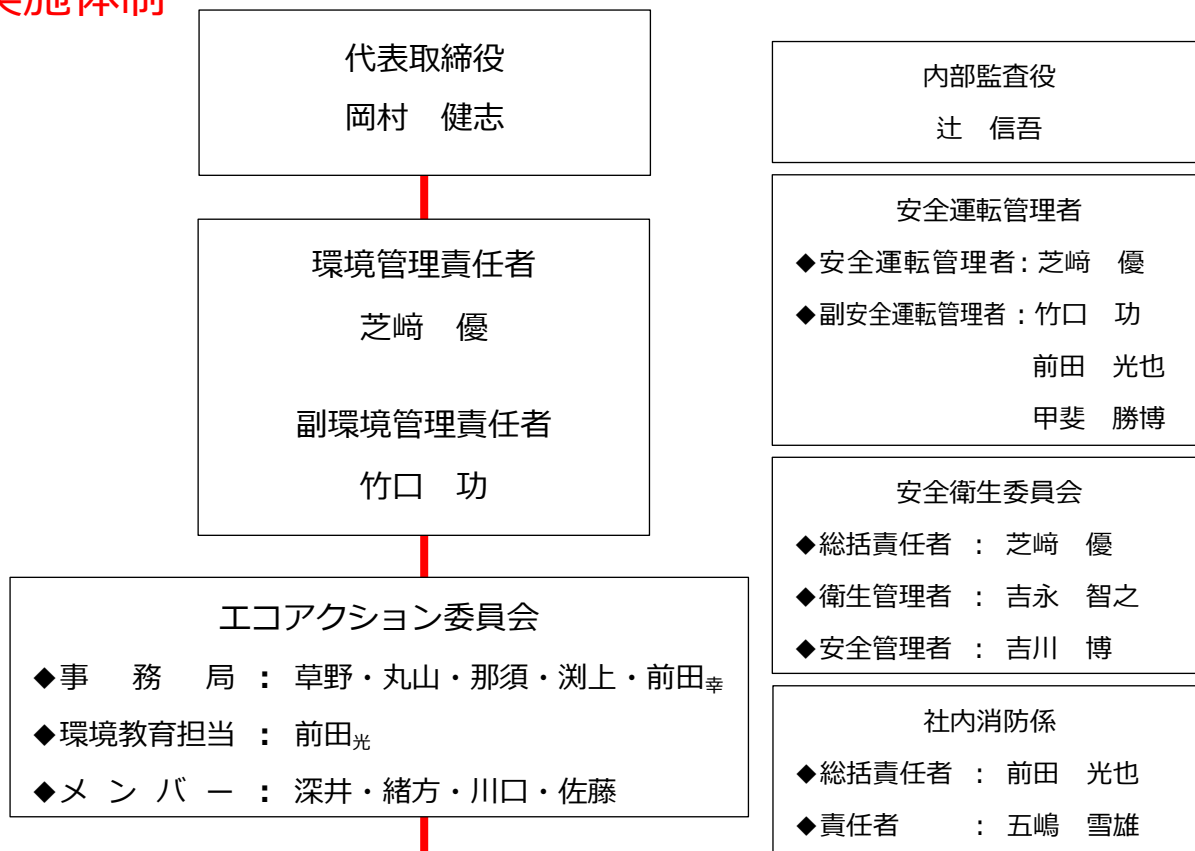 実施体制
代表取締役
岡村　健志
環境管理責任者
芝﨑　優
副環境管理責任者
竹口　功
エコアクション委員会
◆事　務　局 ： 草野・丸山・那須・渕上・前田幸
◆環境教育担当 ： 前田光
◆メ ン バ ー ： 深井・緒方・川口・佐藤
内部監査役
辻　信吾
安全運転管理者
◆安全運転管理者：芝﨑　優
◆副安全運転管理者：竹口　功
前田　光也
甲斐　勝博
安全衛生委員会
◆総括責任者 ： 芝﨑　優
◆衛生管理者 ： 吉永　智之
◆安全管理者 ： 吉川　博
社内消防係
◆総括責任者 ： 前田　光也
◆責任者　　 ： 五嶋　雪雄